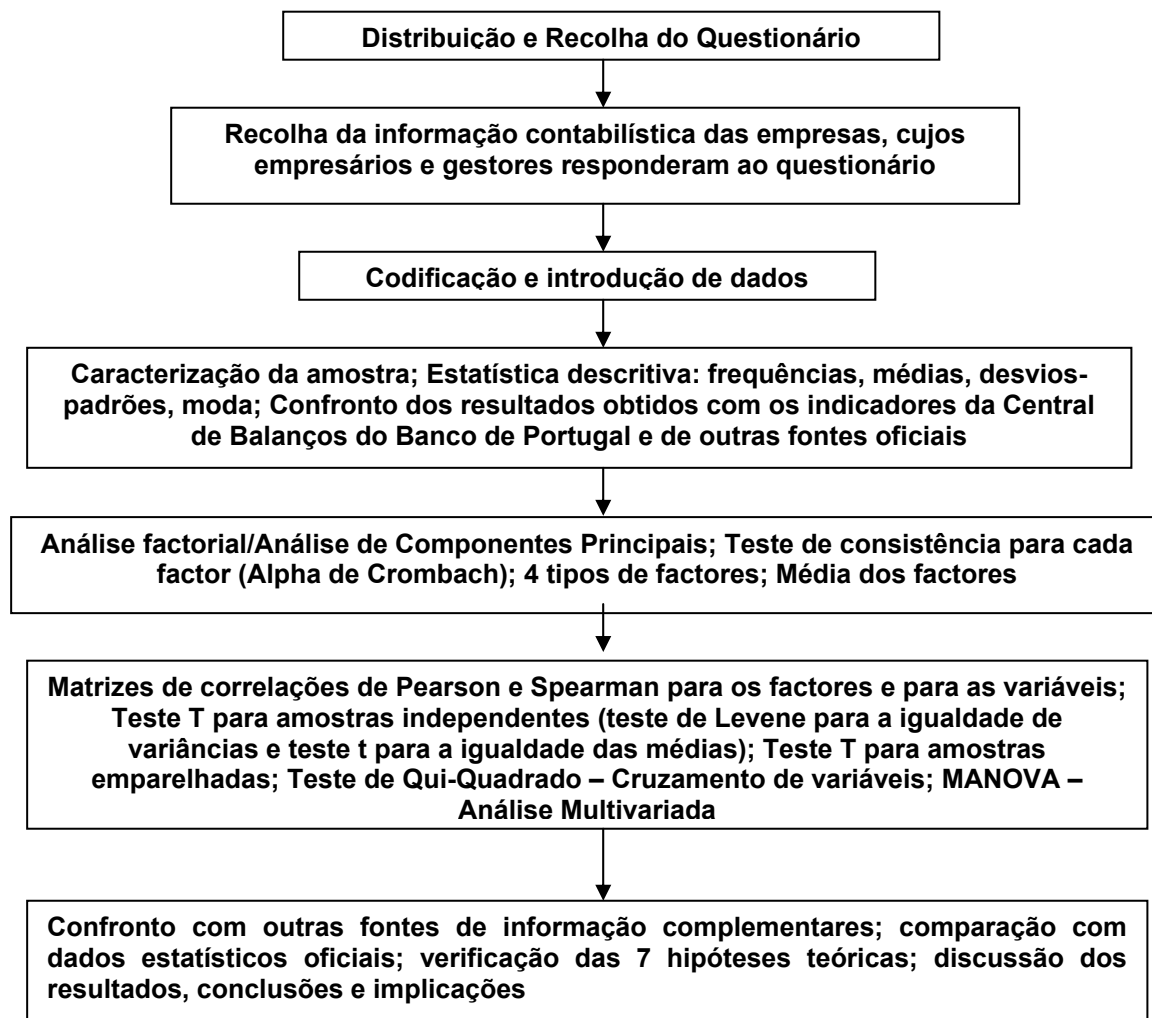 Distribuição e Recolha do Questionário
Recolha da informação contabilística das empresas, cujos
empresários e gestores responderam ao questionário
Codificação e introdução de dados
Caracterização da amostra; Estatística descritiva: frequências, médias, desvios-
padrões, moda; Confronto dos resultados obtidos com os indicadores da Central
de Balanços do Banco de Portugal e de outras fontes oficiais
Análise factorial/Análise de Componentes Principais; Teste de consistência para cada
factor (Alpha de Crombach); 4 tipos de factores; Média dos factores
Matrizes de correlações de Pearson e Spearman para os factores e para as variáveis;
Teste T para amostras independentes (teste de Levene para a igualdade de
variâncias e teste t para a igualdade das médias); Teste T para amostras
emparelhadas; Teste de Qui-Quadrado – Cruzamento de variáveis; MANOVA –
Análise Multivariada
Confronto com outras fontes de informação complementares; comparação com
dados estatísticos oficiais; verificação das 7 hipóteses teóricas; discussão dos
resultados, conclusões e implicações